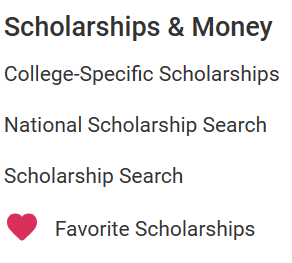 Scholarships & Money
College-Specific Scholarships
National Scholarship Search
Scholarship Search
Favorite Scholarships